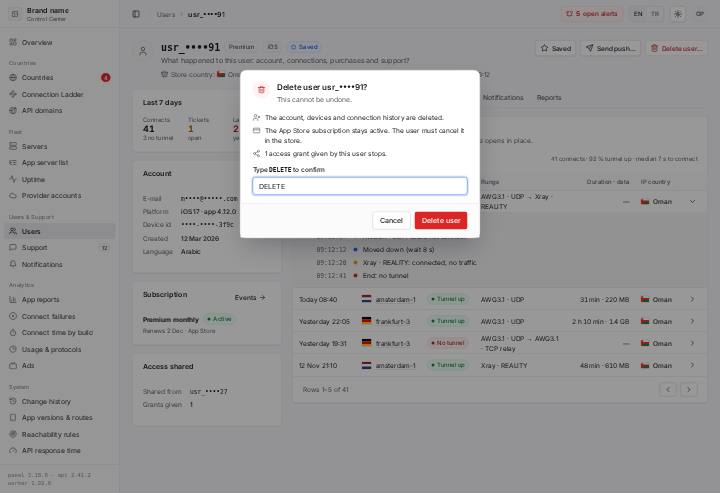 Brand name
Control Center
Overview
Countries
Countries
4
Connection Ladder
API domains
Fleet
Servers
App server list
Uptime
Provider accounts
Users & Support
Users
Support
12
Notifications
Analytics
App reports
Connect failures
Connect time by build
Usage & protocols
Ads
System
Change history
App versions & routes
Reachability rules
API response time
Users / usr_••••91
5 open alerts
EN TR
OP
usr_••••91 Premium iOS Saved
What happened to this user: account, connections, purchases and support?
Store country:
Saved
Send push…
Delete user…
Last 7 days
Connects
41
3 no tunnel
Tickets
1
open
Account
E-mail
Platform iOS 17 · app 4.12.0
Device id ••••-••••-3f9c
Created 12 Mar 2026
Language Arabic
Subscription Events →
Premium monthly Active
Renews 2 Dec · App Store
Access shared
Shared from usr_••••27
Grants given 1
Delete user usr_••••91?
This cannot be undone.
The account, devices and connection history are deleted.
The App Store subscription stays active. The user must cancel it
in the store.
1 access grant given by this user stops.
Type DELETE to confirm
DELETE
Cancel
Delete user
Notifications Reports
opens in place.
41 connects · 93 % tunnel up · median 7 s to connect
Rungs Duration · data IP country
AWG3.1 · UDP → Xray ·
REALITY
— Oman
09:12:12 Moved down (wait 8 s)
09:12:20 Xray · REALITY: connected, no traffic
09:12:41 End: no tunnel
Today 08:40 amsterdam-1 Tunnel up AWG3.1 · UDP 31 min · 220 MB Oman
Yesterday 22:05 frankfurt-3 Tunnel up AWG3.1 · UDP 2 h 10 min · 1.4 GB Oman
Yesterday 19:31 frankfurt-3 No tunnel AWG3.1 · UDP → AWG3.1
· TCP relay
— Oman
12 Nov 21:10 amsterdam-1 Tunnel up Xray · REALITY 48 min · 610 MB Oman
Rows 1–5 of 41